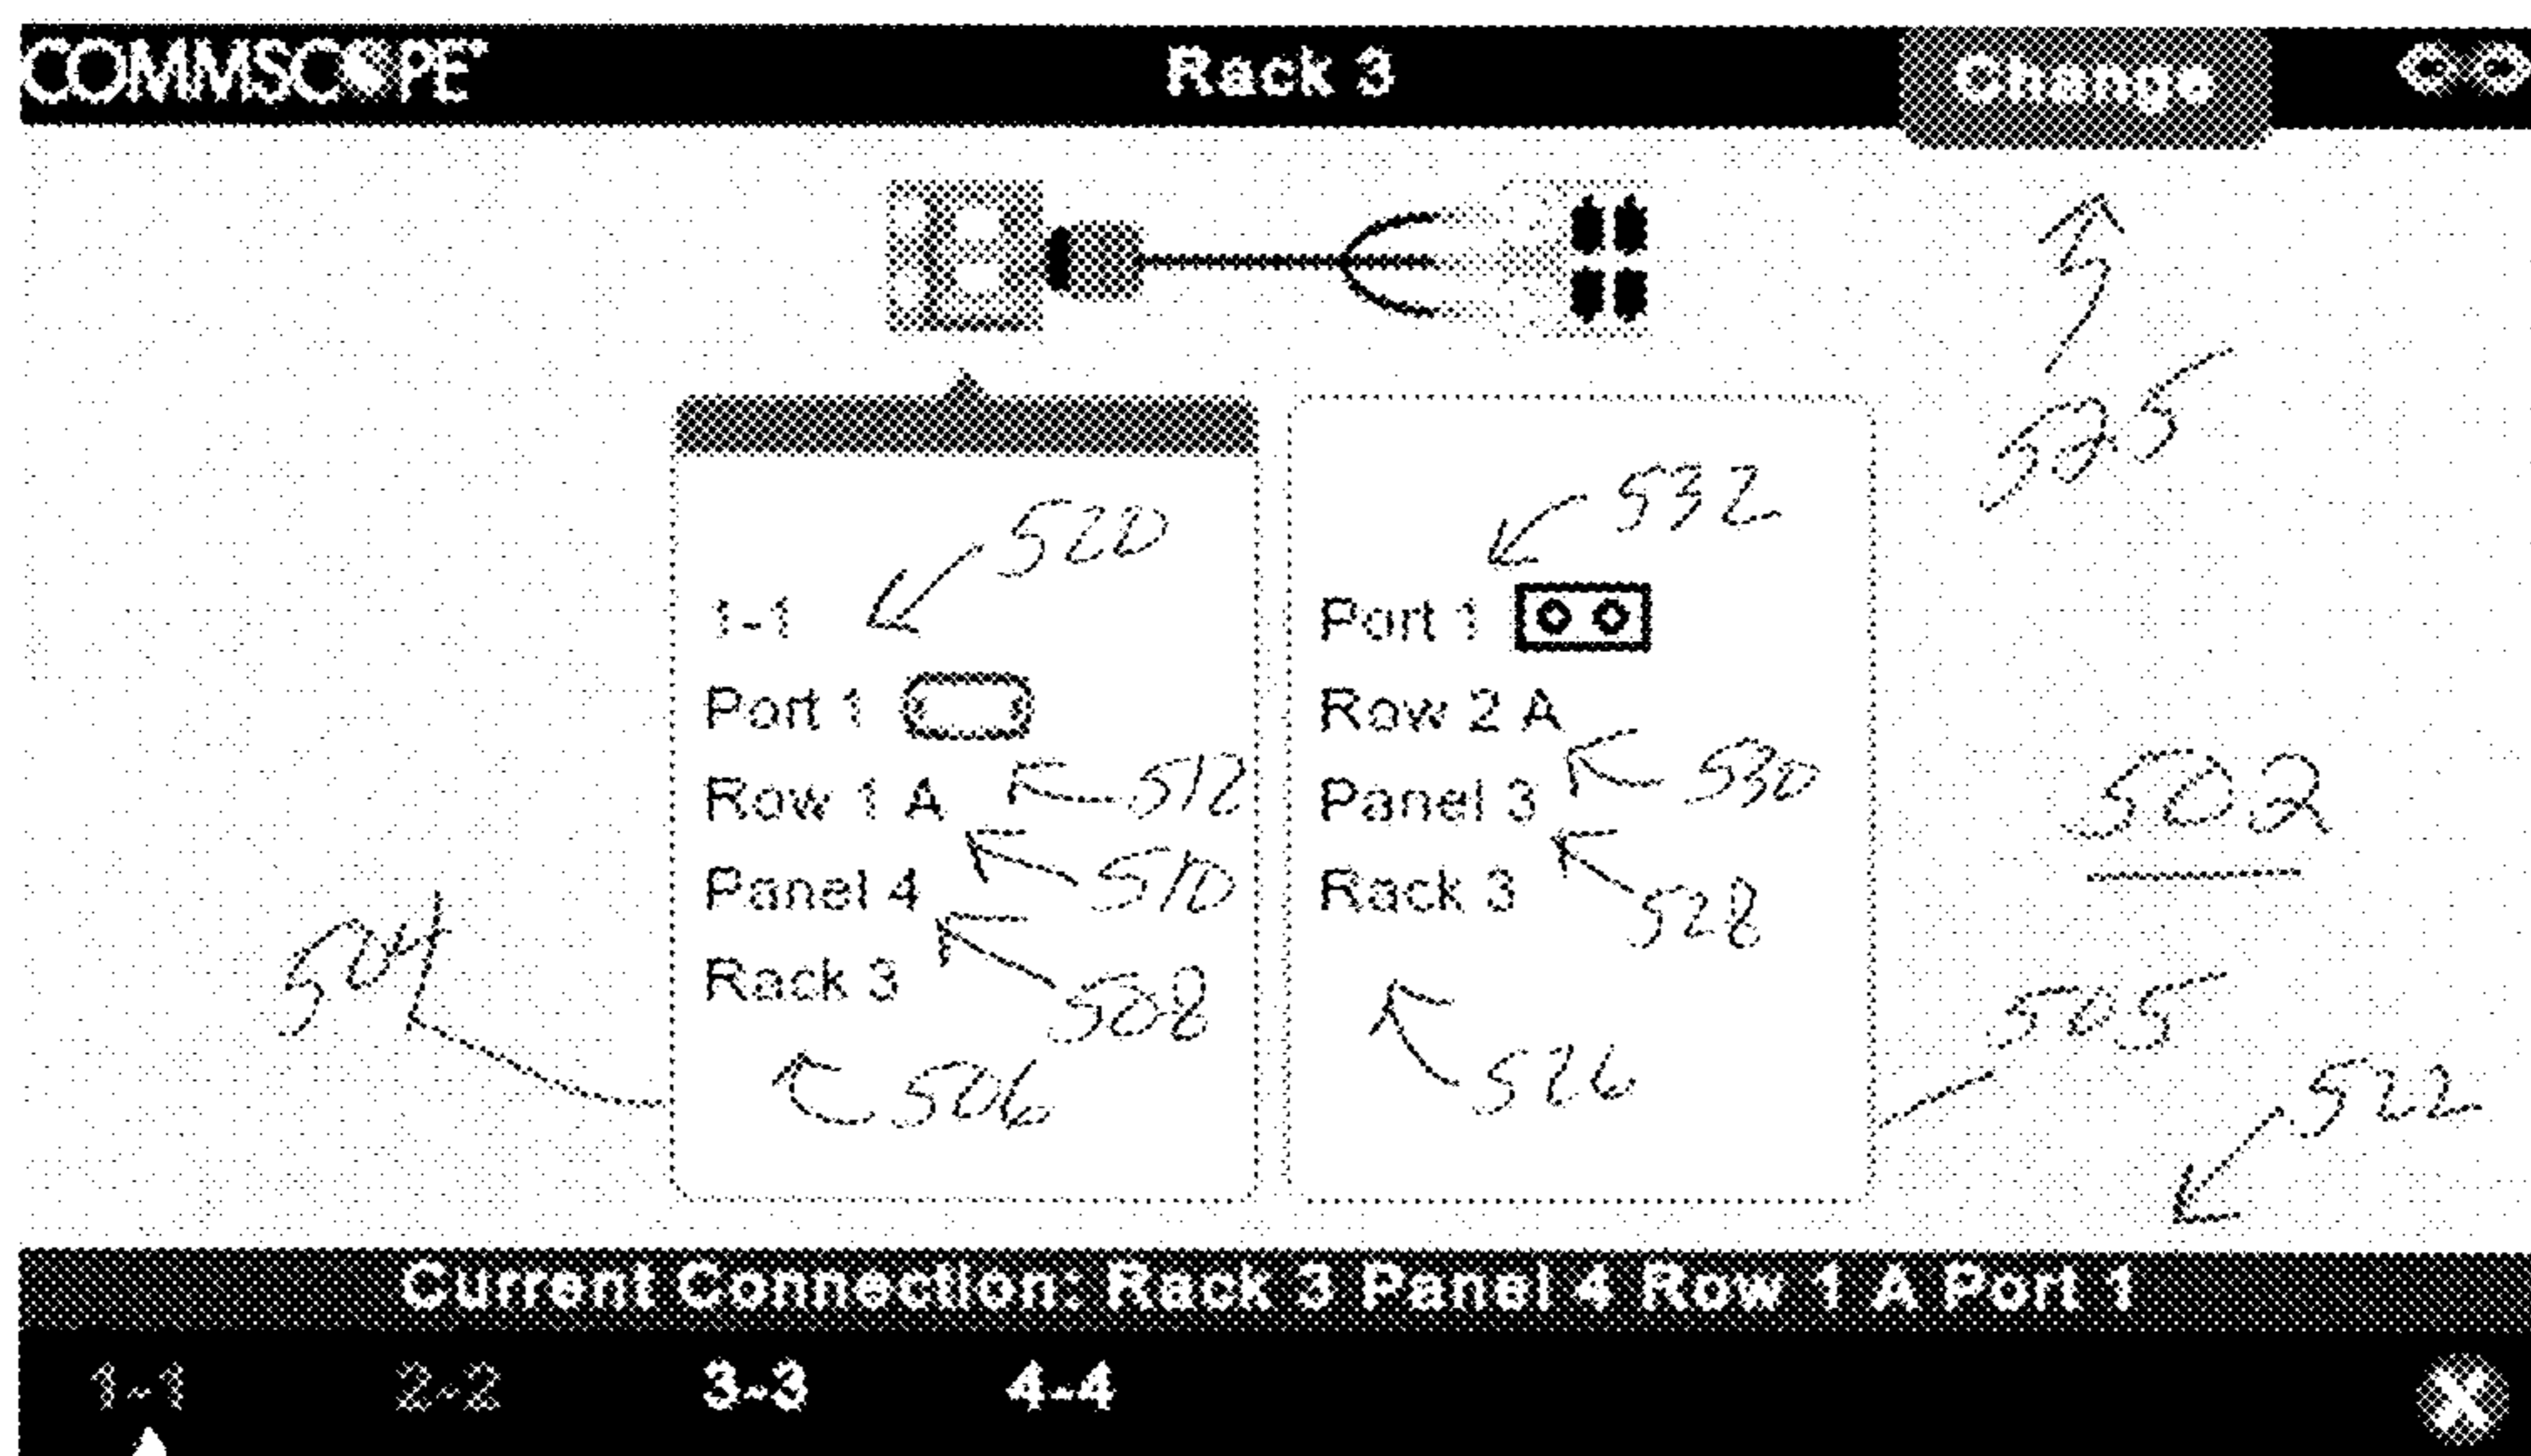 COMMSCOPE
Rack 3
Change
525
520
532
1-1
Port 1
Row 1 A
Panel 4
Rack 3
512
510
508
506
504
Port 1
Row 2 A
Panel 3
Rack 3
530
528
526
502
505
522
Current Connection: Rack 3 Panel 4 Row 1 A Port 1
1-1 2-2 3-3 4-4 X